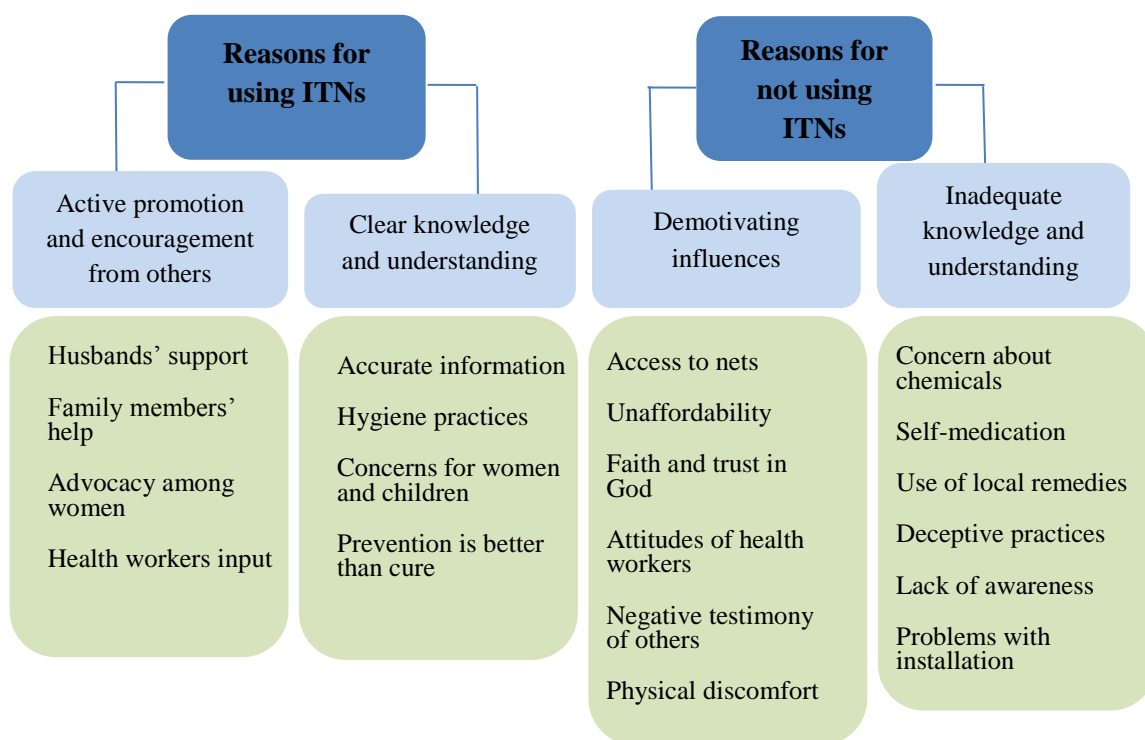 Reasons for
using ITNs
Reasons for
not using
ITNs
Active promotion
and encouragement
from others
Clear knowledge
and understanding
Demotivating
influences
Inadequate
knowledge and
understanding
Husbands’ support
Family members’
help
Advocacy among
women
Health workers input
Accurate information
Hygiene practices
Concerns for women
and children
Prevention is better
than cure
Access to nets
Unaffordability
Faith and trust in
God
Attitudes of health
workers
Negative testimony
of others
Physical discomfort
Concern about
chemicals
Self-medication
Use of local remedies
Deceptive practices
Lack of awareness
Problems with
installation